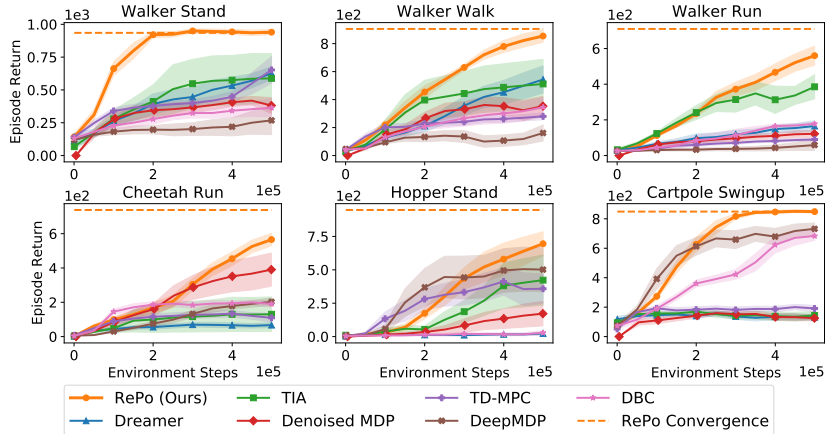 Walker Stand
Walker Walk
Walker Run
1e3
1e2
1e2
Episode Return
1.00
0.75
0.50
0.25
0.00
8
6
4
2
0
6
4
2
0
0 2 4 1e5
0 2 4 1e5
0 2 4 1e5
Cheetah Run
Hopper Stand
Cartpole Swingup
1e2
1e2
1e2
Episode Return
6
4
2
0
7.5
5.0
2.5
0.0
8
6
4
2
0
0 2 4
0 2 4
0 2 4
Environment Steps 1e5
Environment Steps 1e5
Environment Steps 1e5
RePo (Ours) TIA TD-MPC DBC
Dreamer Denoised MDP DeepMDP RePo Convergence